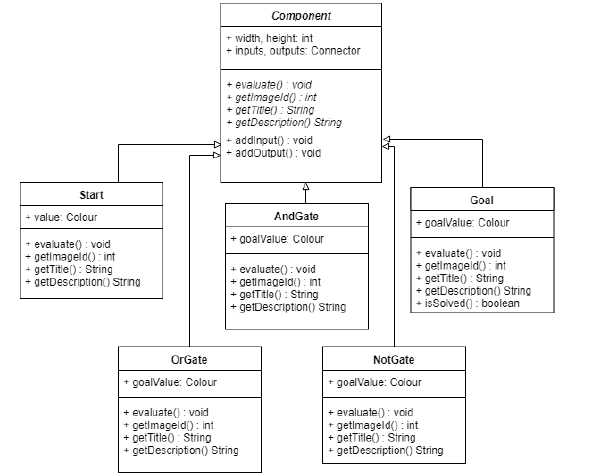 Component
+ width, height: int
+ inputs, outputs: Connector
+ evaluate() : void
+ getImageId() : int
+ getTitle() : String
+ getDescription() String
+ addInput() : void
+ addOutput() : void
Start
+ value: Colour
+ evaluate() : void
+ getImageId() : int
+ getTitle() : String
+ getDescription() String
AndGate
+ goalValue: Colour
+ evaluate() : void
+ getImageId() : int
+ getTitle() : String
+ getDescription() String
Goal
+ goalValue: Colour
+ evaluate() : void
+ getImageId() : int
+ getTitle() : String
+ getDescription() String
+ isSolved() : boolean
OrGate
+ goalValue: Colour
+ evaluate() : void
+ getImageId() : int
+ getTitle() : String
+ getDescription() String
NotGate
+ goalValue: Colour
+ evaluate() : void
+ getImageId() : int
+ getTitle() : String
+ getDescription() String